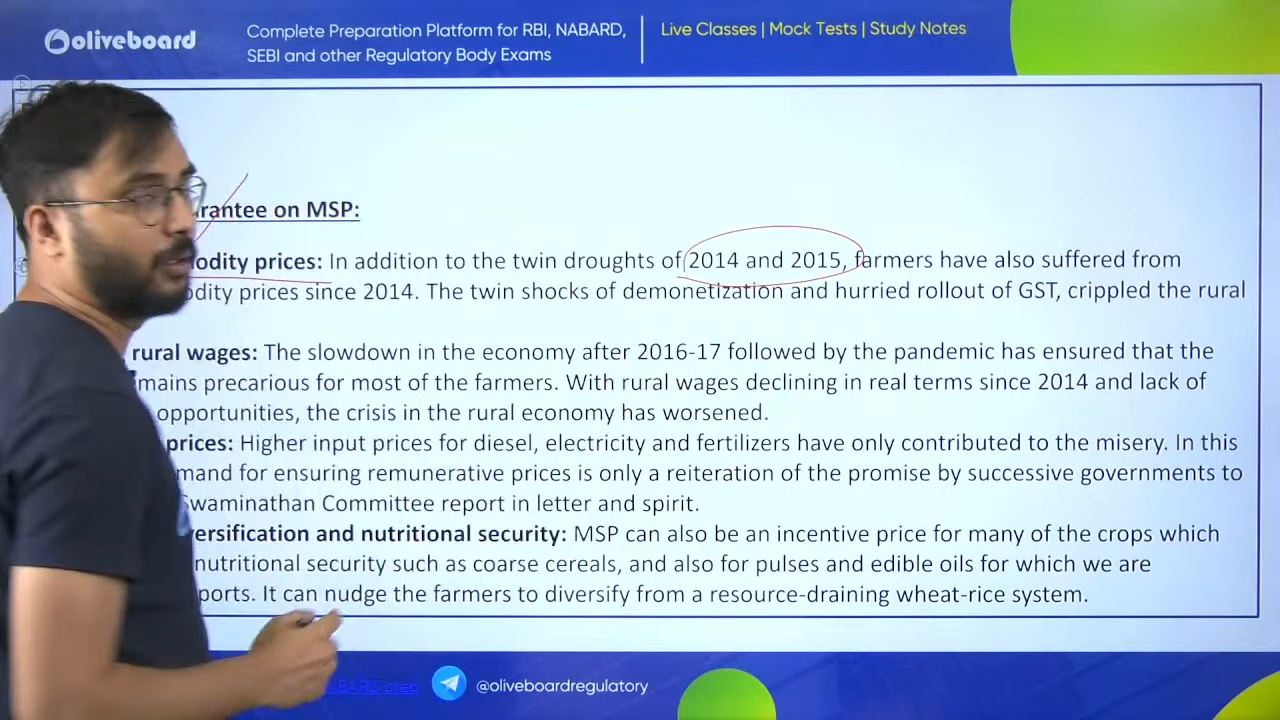 oliveboard
Complete Preparation Platform for RBI, NABARD,
SEBI and other Regulatory Body Exams
Live Classes | Mock Tests | Study Notes
rantee on MSP:
odity prices: In addition to the twin droughts of 2014 and 2015, farmers have also suffered from
odity prices since 2014. The twin shocks of demonetization and hurried rollout of GST, crippled the rural
rural wages: The slowdown in the economy after 2016-17 followed by the pandemic has ensured that the
mains precarious for most of the farmers. With rural wages declining in real terms since 2014 and lack of
opportunities, the crisis in the rural economy has worsened.
prices: Higher input prices for diesel, electricity and fertilizers have only contributed to the misery. In this
mand for ensuring remunerative prices is only a reiteration of the promise by successive governments to
Swaminathan Committee report in letter and spirit.
ersification and nutritional security: MSP can also be an incentive price for many of the crops which
nutritional security such as coarse cereals, and also for pulses and edible oils for which we are
ports. It can nudge the farmers to diversify from a resource-draining wheat-rice system.
@oliveboardregulatory